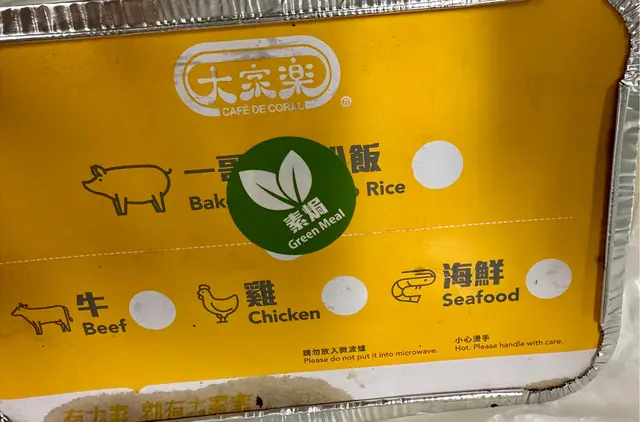 大家樂
CAFÉ DE CORAL
飯
Rice
素焗
Green Meal
牛
Beef
雞
Chicken
海鮮
Seafood
請勿放入微波爐
Please do not put it into microwave.
小心燙手
Hot. Please handle with care.